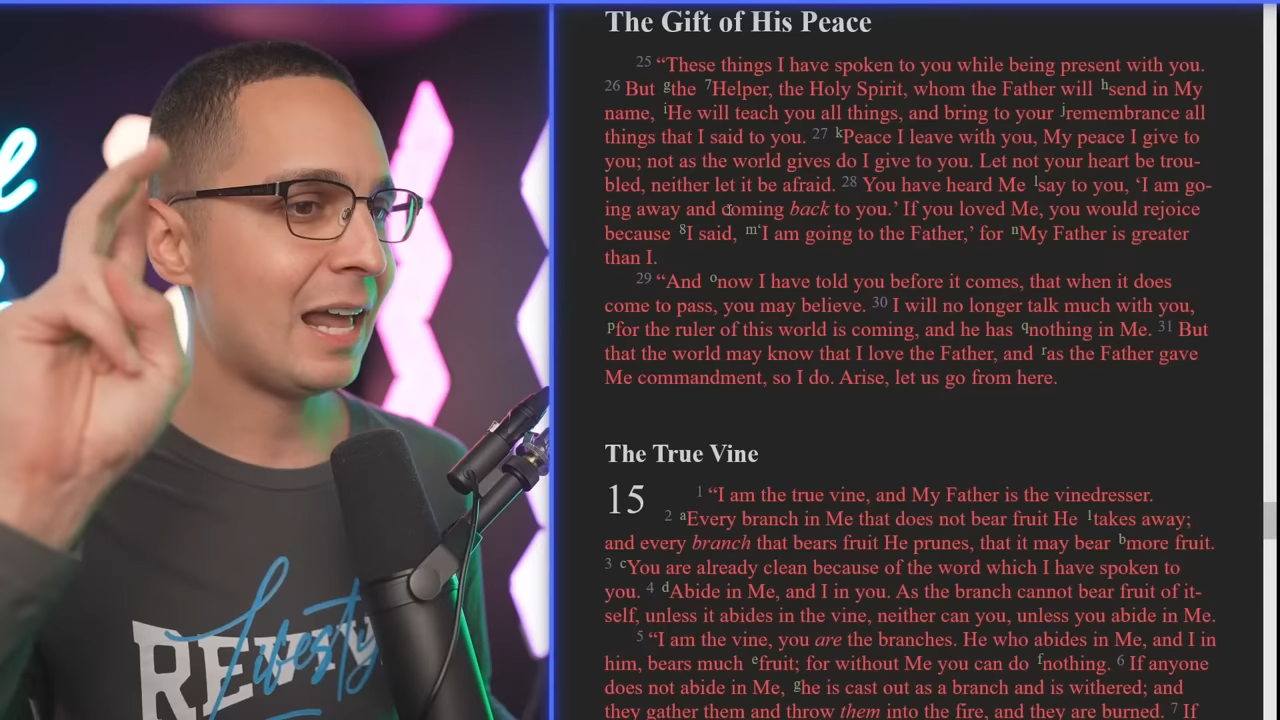 The Gift of His Peace
25 “These things I have spoken to you while being present with you.
26 But gthe 7Helper, the Holy Spirit, whom the Father will hsend in My
name, iHe will teach you all things, and bring to your jremembrance all
things that I said to you. 27 kPeace I leave with you, My peace I give to
you; not as the world gives do I give to you. Let not your heart be trou-
bled, neither let it be afraid. 28 You have heard Me lsay to you, ‘I am go-
ing away and coming back to you.’ If you loved Me, you would rejoice
because 8I said, m‘I am going to the Father,’ for nMy Father is greater
than I.
29 “And onow I have told you before it comes, that when it does
come to pass, you may believe. 30 I will no longer talk much with you,
pfor the ruler of this world is coming, and he has qnothing in Me. 31 But
that the world may know that I love the Father, and ras the Father gave
Me commandment, so I do. Arise, let us go from here.
The True Vine
15 1 “I am the true vine, and My Father is the vinedresser.
2 aEvery branch in Me that does not bear fruit He 1takes away;
and every branch that bears fruit He prunes, that it may bear bmore fruit.
3 cYou are already clean because of the word which I have spoken to
you. 4 dAbide in Me, and I in you. As the branch cannot bear fruit of it-
self, unless it abides in the vine, neither can you, unless you abide in Me.
5 “I am the vine, you are the branches. He who abides in Me, and I in
him, bears much efruit; for without Me you can do fnothing. 6 If anyone
does not abide in Me, ghe is cast out as a branch and is withered; and
they gather them and throw them into the fire, and they are burned. 7 If